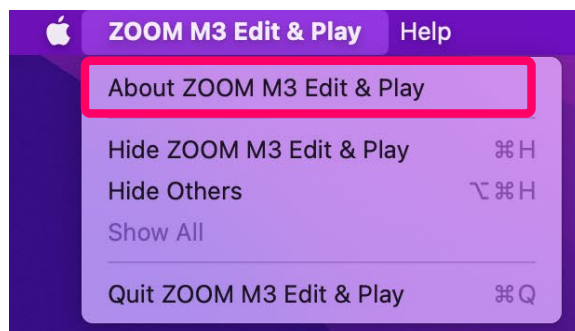 ZOOM M3 Edit & Play Help
About ZOOM M3 Edit & Play
Hide ZOOM M3 Edit & Play ⌘H
Hide Others ⌥⌘H
Show All
Quit ZOOM M3 Edit & Play ⌘Q